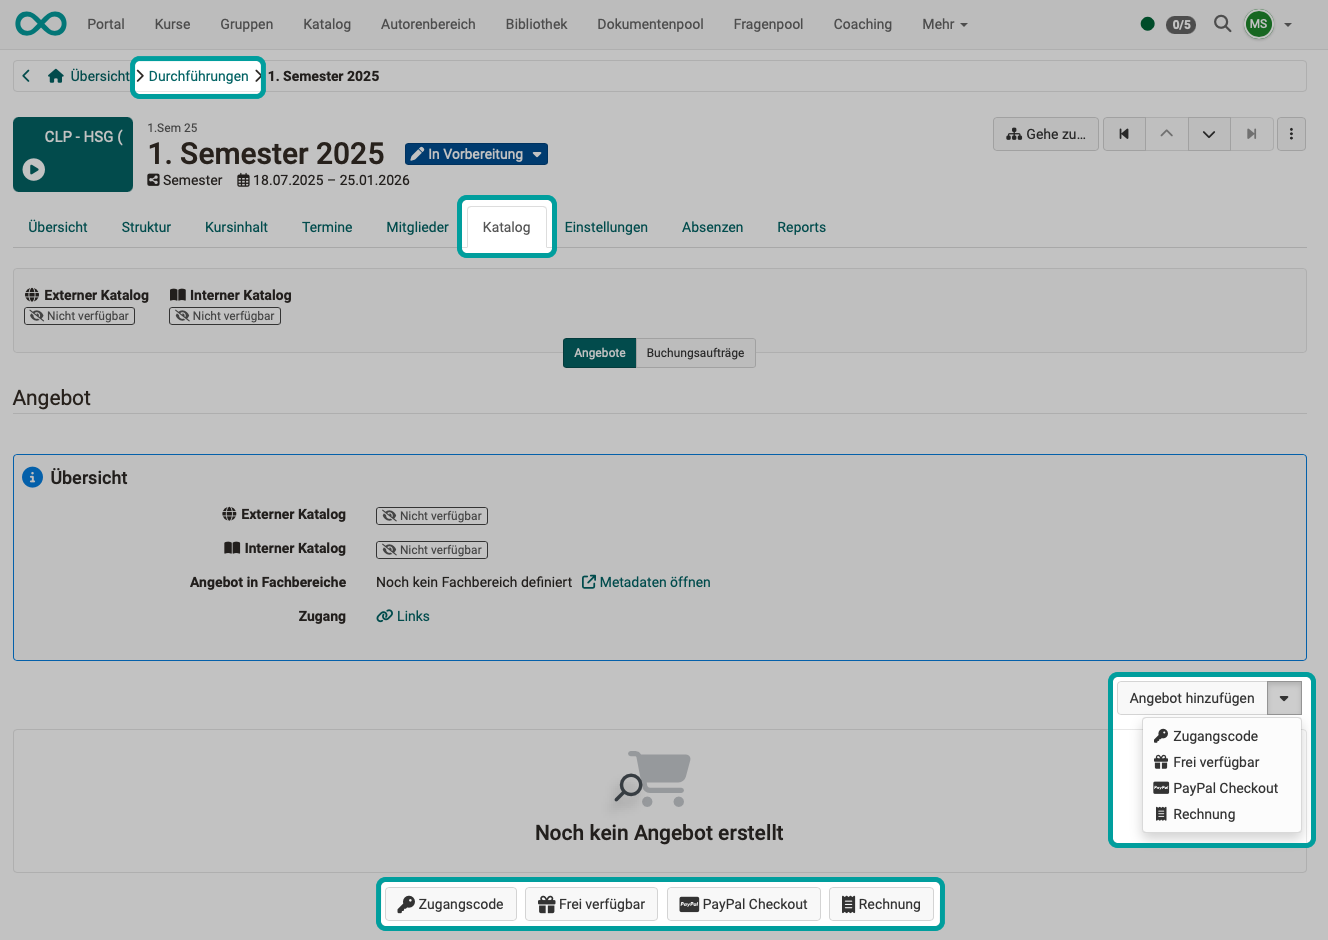 Portal Kurse Gruppen Katalog Autorenbereich Bibliothek Dokumentenpool Fragenpool Coaching Mehr 0/5 MS
Übersicht Durchführungen 1. Semester 2025
CLP - HSG (
1.Sem 25
1. Semester 2025 In Vorbereitung
Semester 18.07.2025 – 25.01.2026
Gehe zu...
Übersicht Struktur Kursinhalt Termine Mitglieder Katalog Einstellungen Absenzen Reports
Externer Katalog Interner Katalog
Nicht verfügbar Nicht verfügbar
Angebote Buchungsaufträge
Angebot
Übersicht
Externer Katalog Nicht verfügbar
Interner Katalog Nicht verfügbar
Angebot in Fachbereiche Noch kein Fachbereich definiert Metadaten öffnen
Zugang Links
Angebot hinzufügen
Zugangscode
Frei verfügbar
PayPal PayPal Checkout
Rechnung
Noch kein Angebot erstellt
Zugangscode Frei verfügbar PayPal PayPal Checkout Rechnung